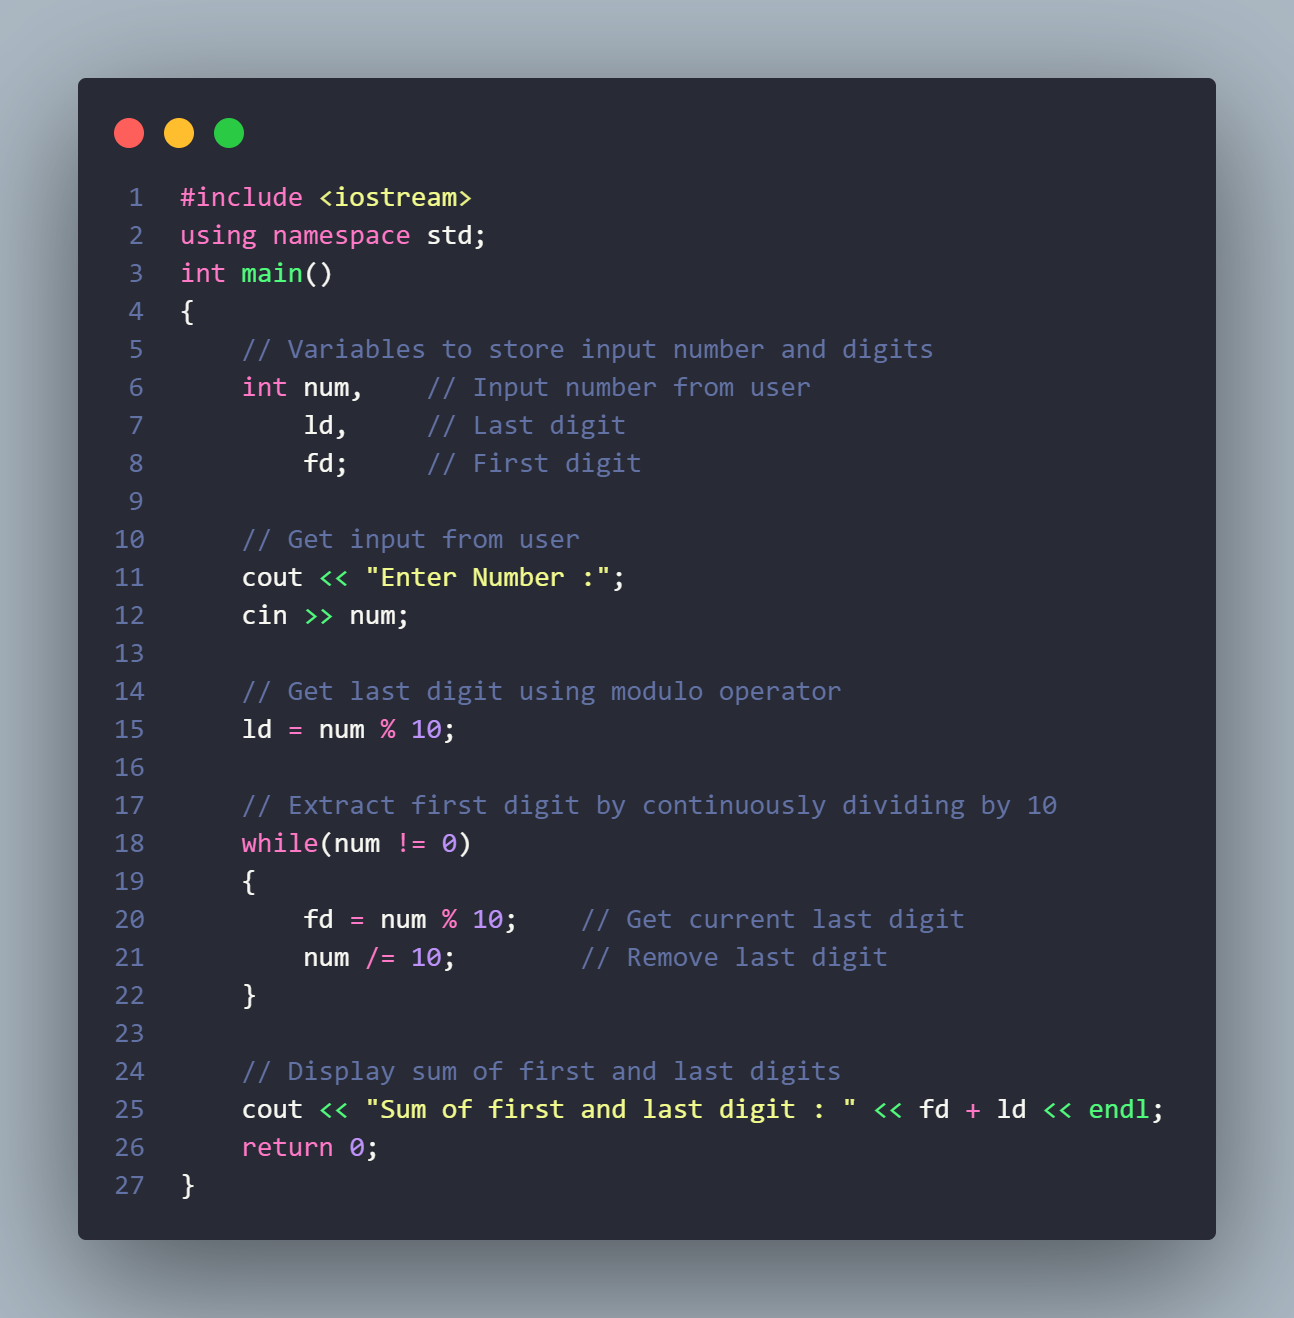 1 #include <iostream>
2 using namespace std;
3 int main()
4 {
5     // Variables to store input number and digits
6     int num,    // Input number from user
7         ld,     // Last digit
8         fd;     // First digit
9
10     // Get input from user
11     cout << "Enter Number :";
12     cin >> num;
13
14     // Get last digit using modulo operator
15     ld = num % 10;
16
17     // Extract first digit by continuously dividing by 10
18     while(num != 0)
19     {
20         fd = num % 10;    // Get current last digit
21         num /= 10;        // Remove last digit
22     }
23
24     // Display sum of first and last digits
25     cout << "Sum of first and last digit : " << fd + ld << endl;
26     return 0;
27 }